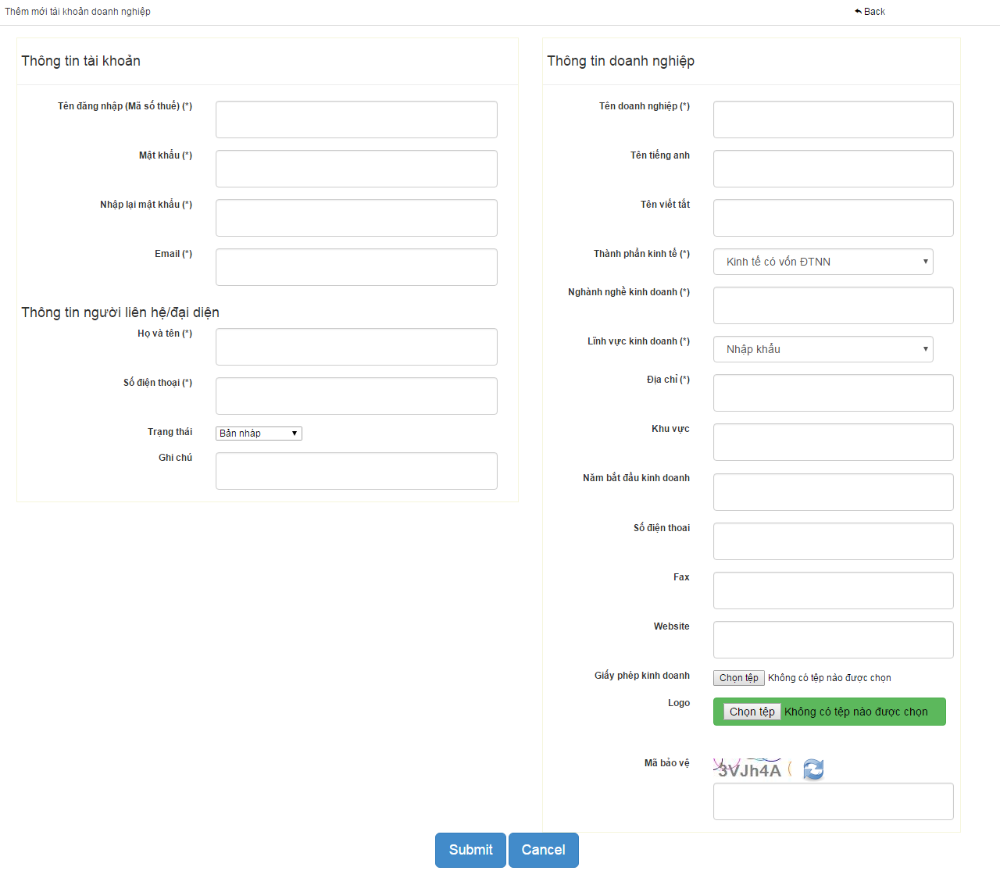 Thêm mới tài khoản doanh nghiệp
Back
Thông tin tài khoản
Tên đăng nhập (Mã số thuế) (*)
Mật khẩu (*)
Nhập lại mật khẩu (*)
Email (*)
Thông tin người liên hệ/đại diện
Họ và tên (*)
Số điện thoại (*)
Trạng thái
Bản nháp
Ghi chú
Thông tin doanh nghiệp
Tên doanh nghiệp (*)
Tên tiếng anh
Tên viết tắt
Thành phần kinh tế (*)
Kinh tế có vốn ĐTNN
Nghành nghề kinh doanh (*)
Lĩnh vực kinh doanh (*)
Nhập khẩu
Địa chỉ (*)
Khu vực
Năm bắt đầu kinh doanh
Số điện thoai
Fax
Website
Giấy phép kinh doanh
Chọn tệp Không có tệp nào được chọn
Logo
Chọn tệp Không có tệp nào được chọn
Mã bảo vệ
3VJh4A
Submit
Cancel